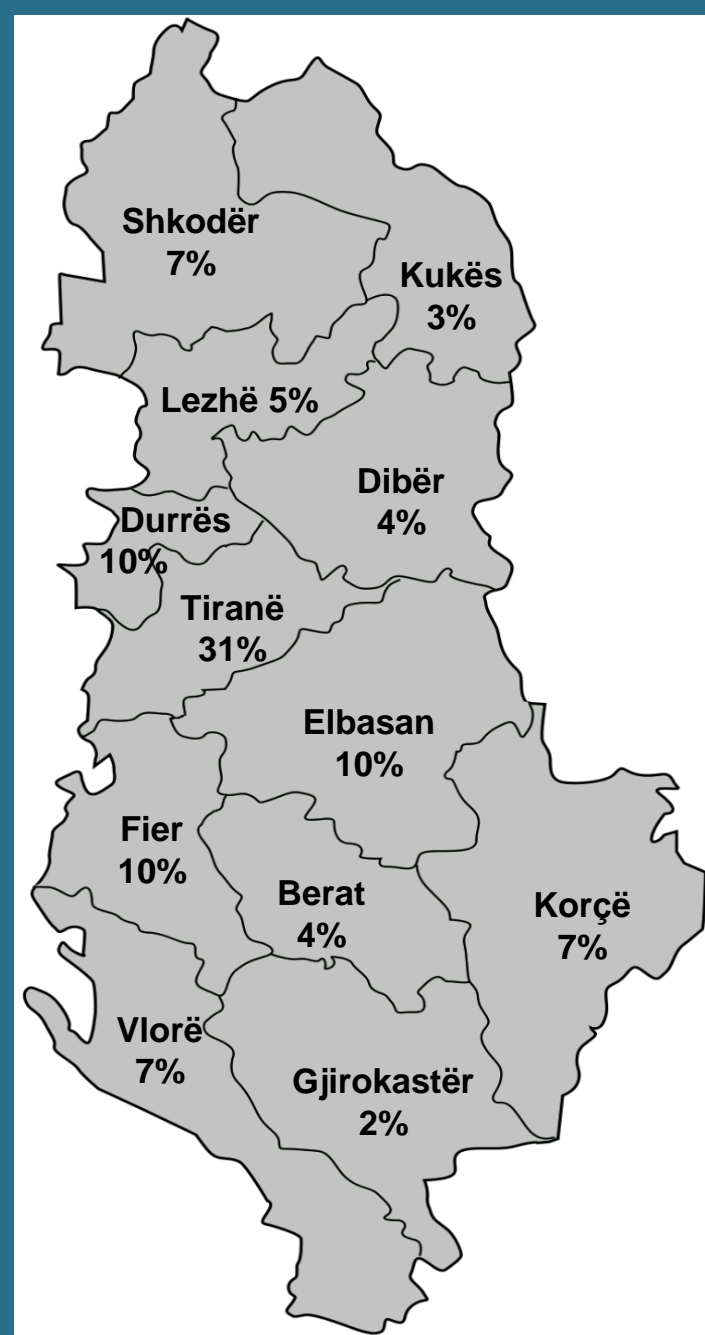 Shkodër
7%
Kukës
3%
Lezhë 5%
Dibër
4%
Durrës
10%
Tiranë
31%
Elbasan
10%
Fier
10%
Berat
4%
Korçë
7%
Vlorë
7%
Gjirokastër
2%